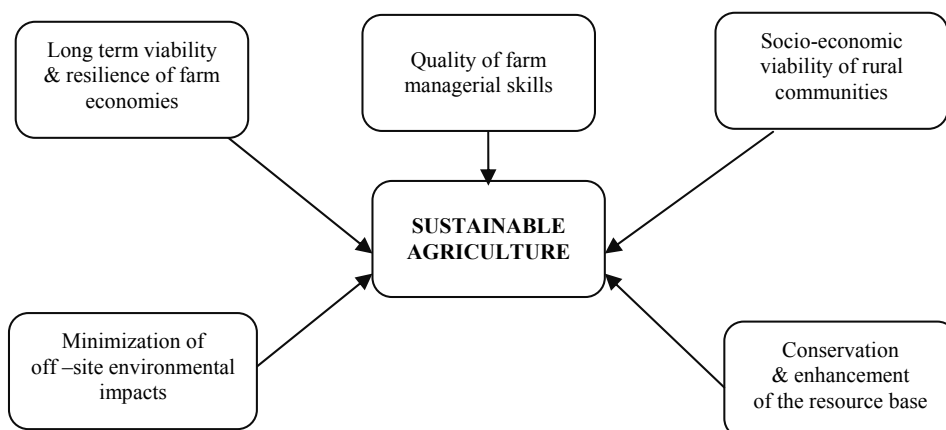 Long term viability
& resilience of farm
economies
Quality of farm
managerial skills
Socio-economic
viability of rural
communities
SUSTAINABLE
AGRICULTURE
Minimization of
off –site environmental
impacts
Conservation
& enhancement
of the resource base